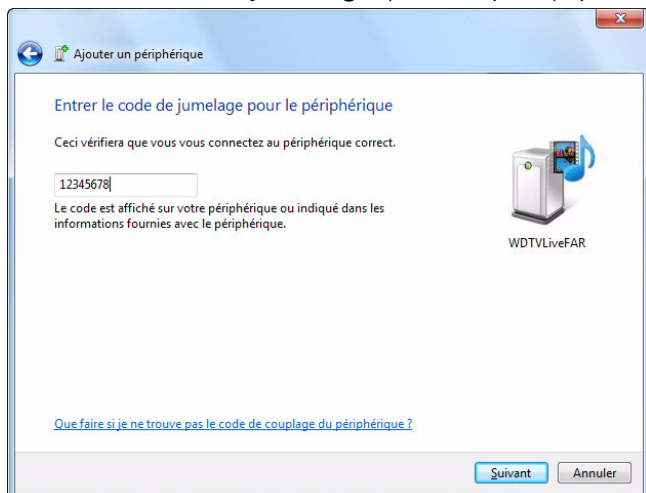 Ajouter un périphérique
Entrer le code de jumelage pour le périphérique
Ceci vérifiera que vous vous connectez au périphérique correct.
12345678
Le code est affiché sur votre périphérique ou indiqué dans les
informations fournies avec le périphérique.
WDTVLiveFAR
Que faire si je ne trouve pas le code de couplage du périphérique ?
Suivant
Annuler